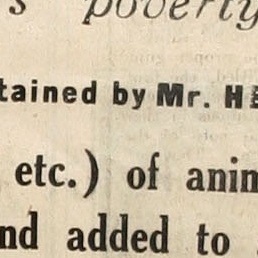 s poverty
tained by Mr. H
etc.) of anim
nd added to